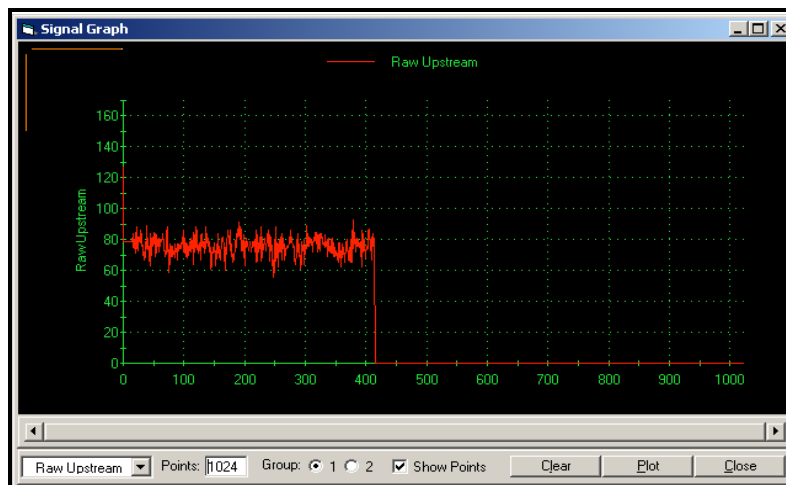 Signal Graph
Raw Upstream
160
140
120
100
80
60
40
20
0
Raw Upstream
0 100 200 300 400 500 600 700 800 900 1000
Raw Upstream Points: 1024 Group: 1 2 Show Points Clear Plot Close